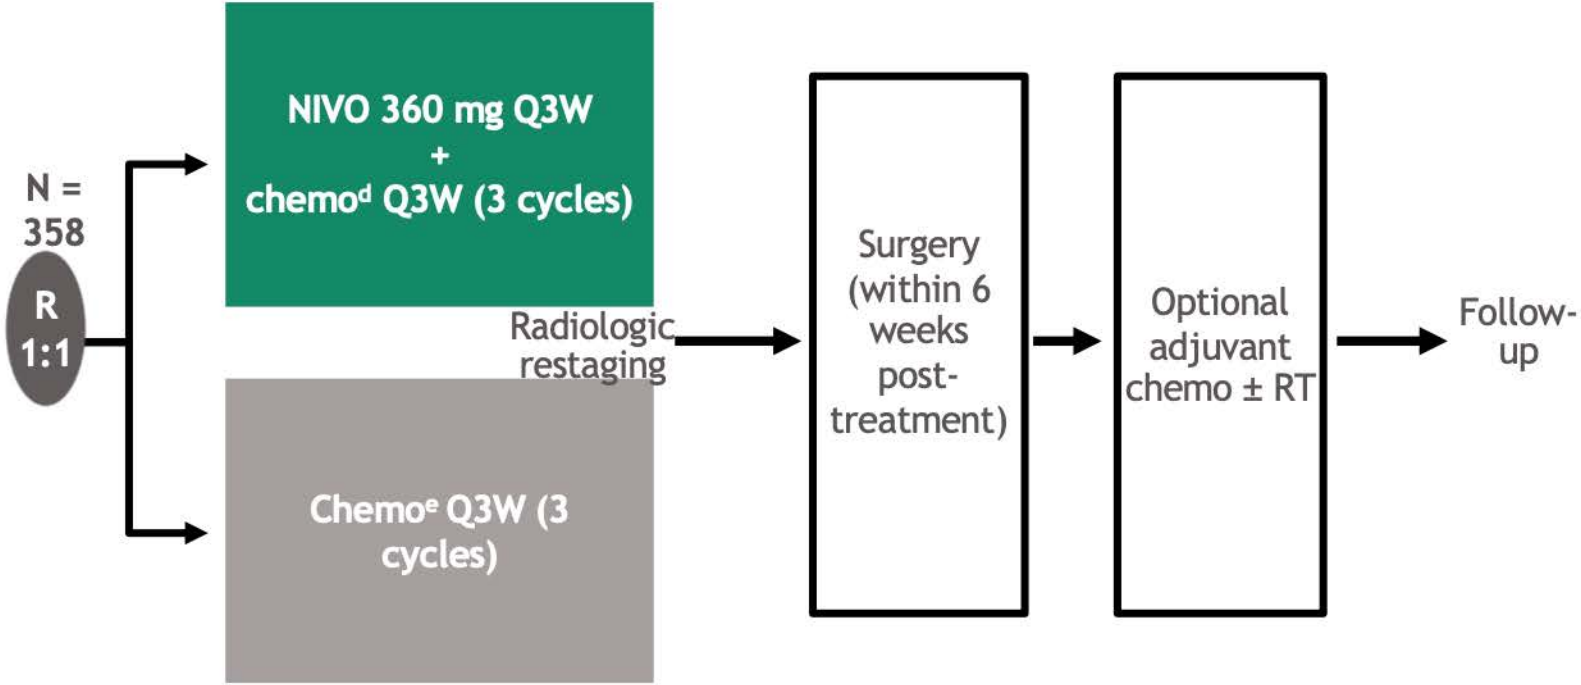 N =
358
R
1:1
NIVO 360 mg Q3W
+
chemoᵈ Q3W (3 cycles)
Chemoᵉ Q3W (3
cycles)
Radiologic
restaging
Surgery
(within 6
weeks
post-
treatment)
Optional
adjuvant
chemo ± RT
Follow-
up